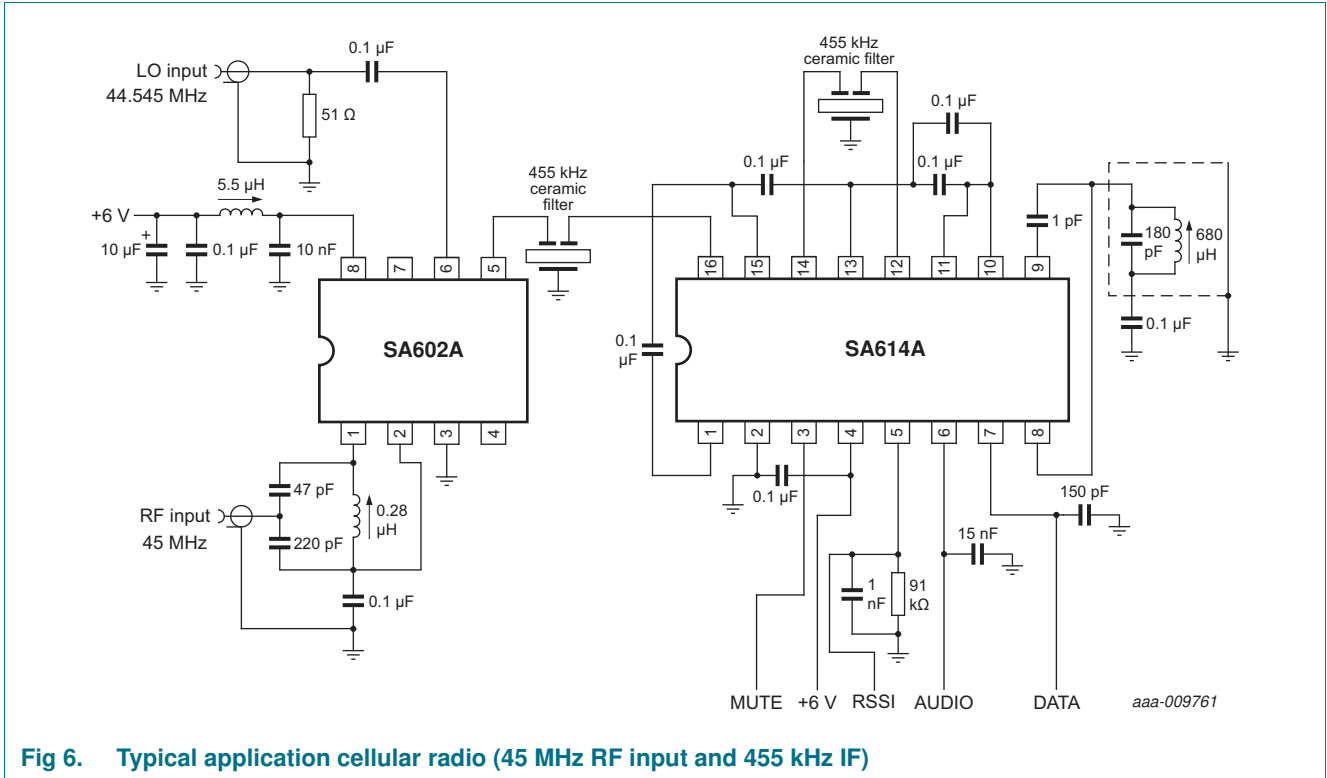 LO input
44.545 MHz
0.1 µF
51 Ω
5.5 µH
+6 V
+
10 µF
0.1 µF
10 nF
455 kHz
ceramic
filter
8
7
6
5
SA602A
1
2
3
4
47 pF
RF input
45 MHz
220 pF
0.28
µH
0.1 µF
455 kHz
ceramic filter
0.1 µF
0.1 µF
0.1 µF
1 pF
180
pF
680
µH
0.1 µF
16
15
14
13
12
11
10
9
0.1
µF
SA614A
1
2
3
4
5
6
7
8
0.1 µF
150 pF
15 nF
1
nF
91
kΩ
MUTE
+6 V
RSSI
AUDIO
DATA
aaa-009761
Fig 6. Typical application cellular radio (45 MHz RF input and 455 kHz IF)